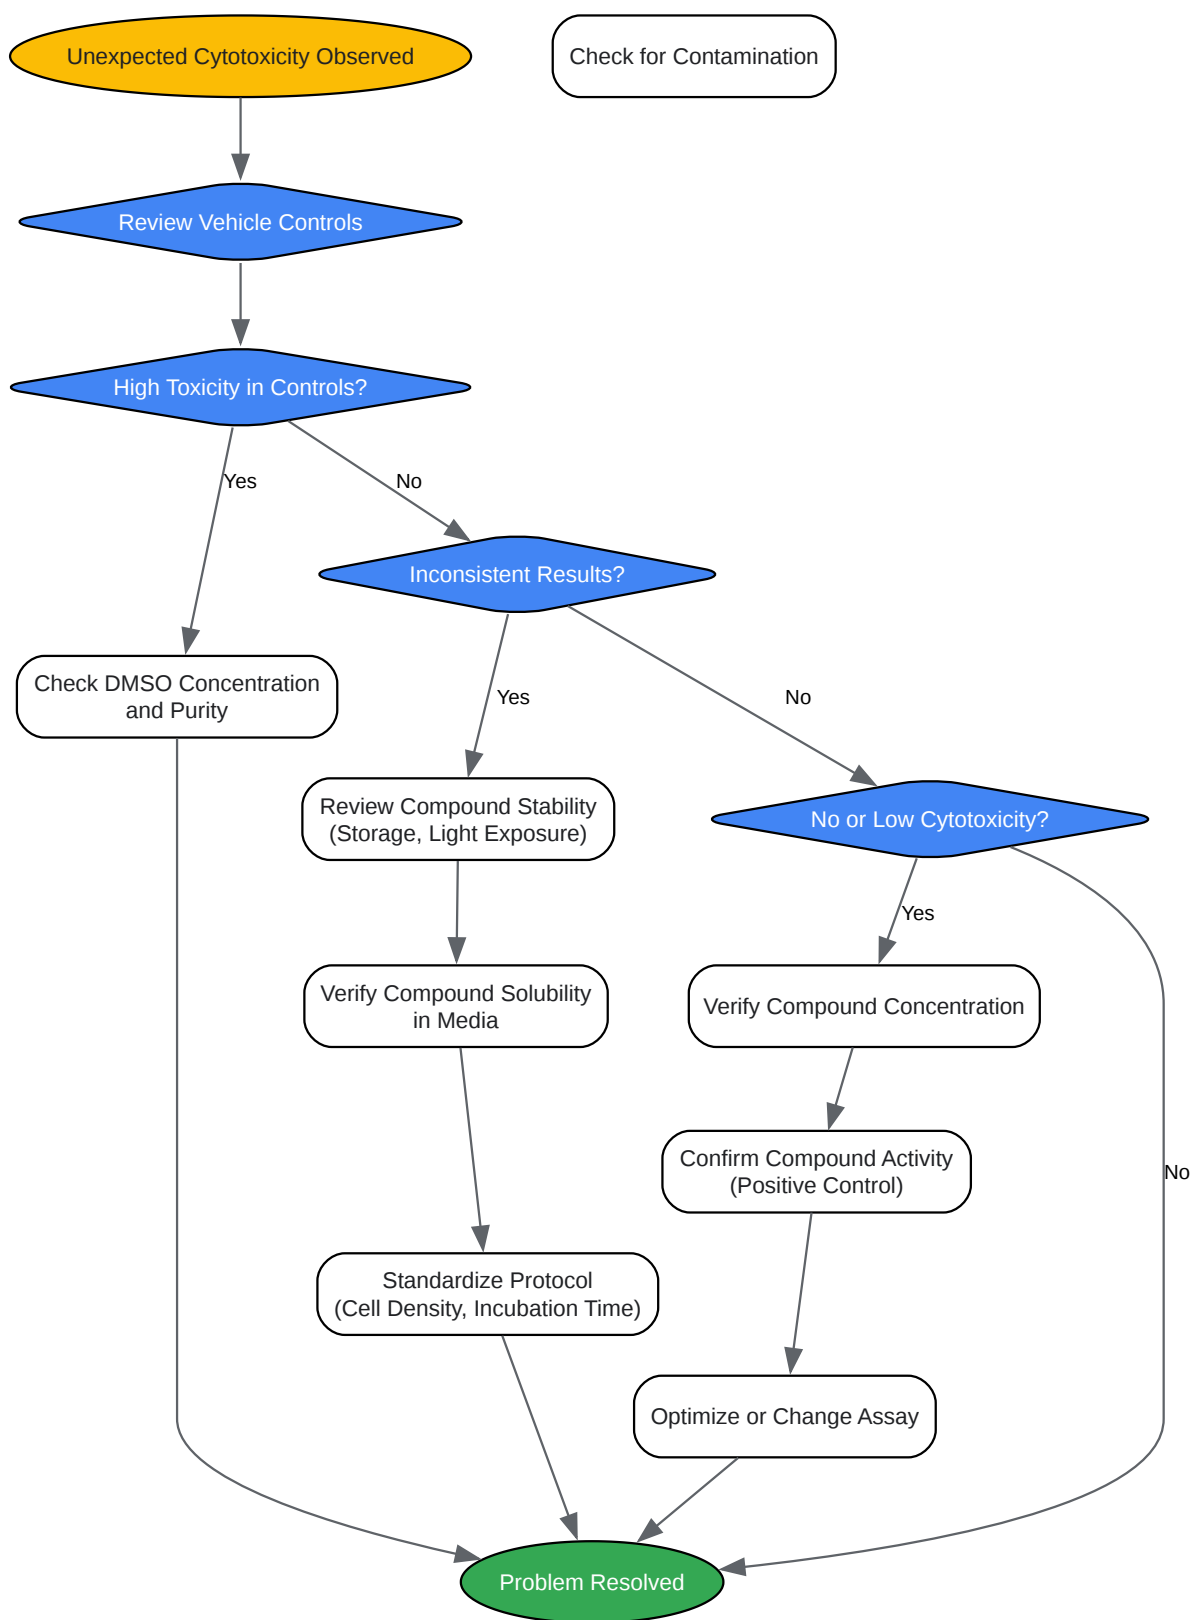 Unexpected Cytotoxicity Observed
Check for Contamination
Review Vehicle Controls
High Toxicity in Controls?
Yes
No
Inconsistent Results?
Check DMSO Concentration
and Purity
Yes
No
Review Compound Stability
(Storage, Light Exposure)
No or Low Cytotoxicity?
Yes
Verify Compound Solubility
in Media
Verify Compound Concentration
Confirm Compound Activity
(Positive Control)
No
Standardize Protocol
(Cell Density, Incubation Time)
Optimize or Change Assay
Problem Resolved